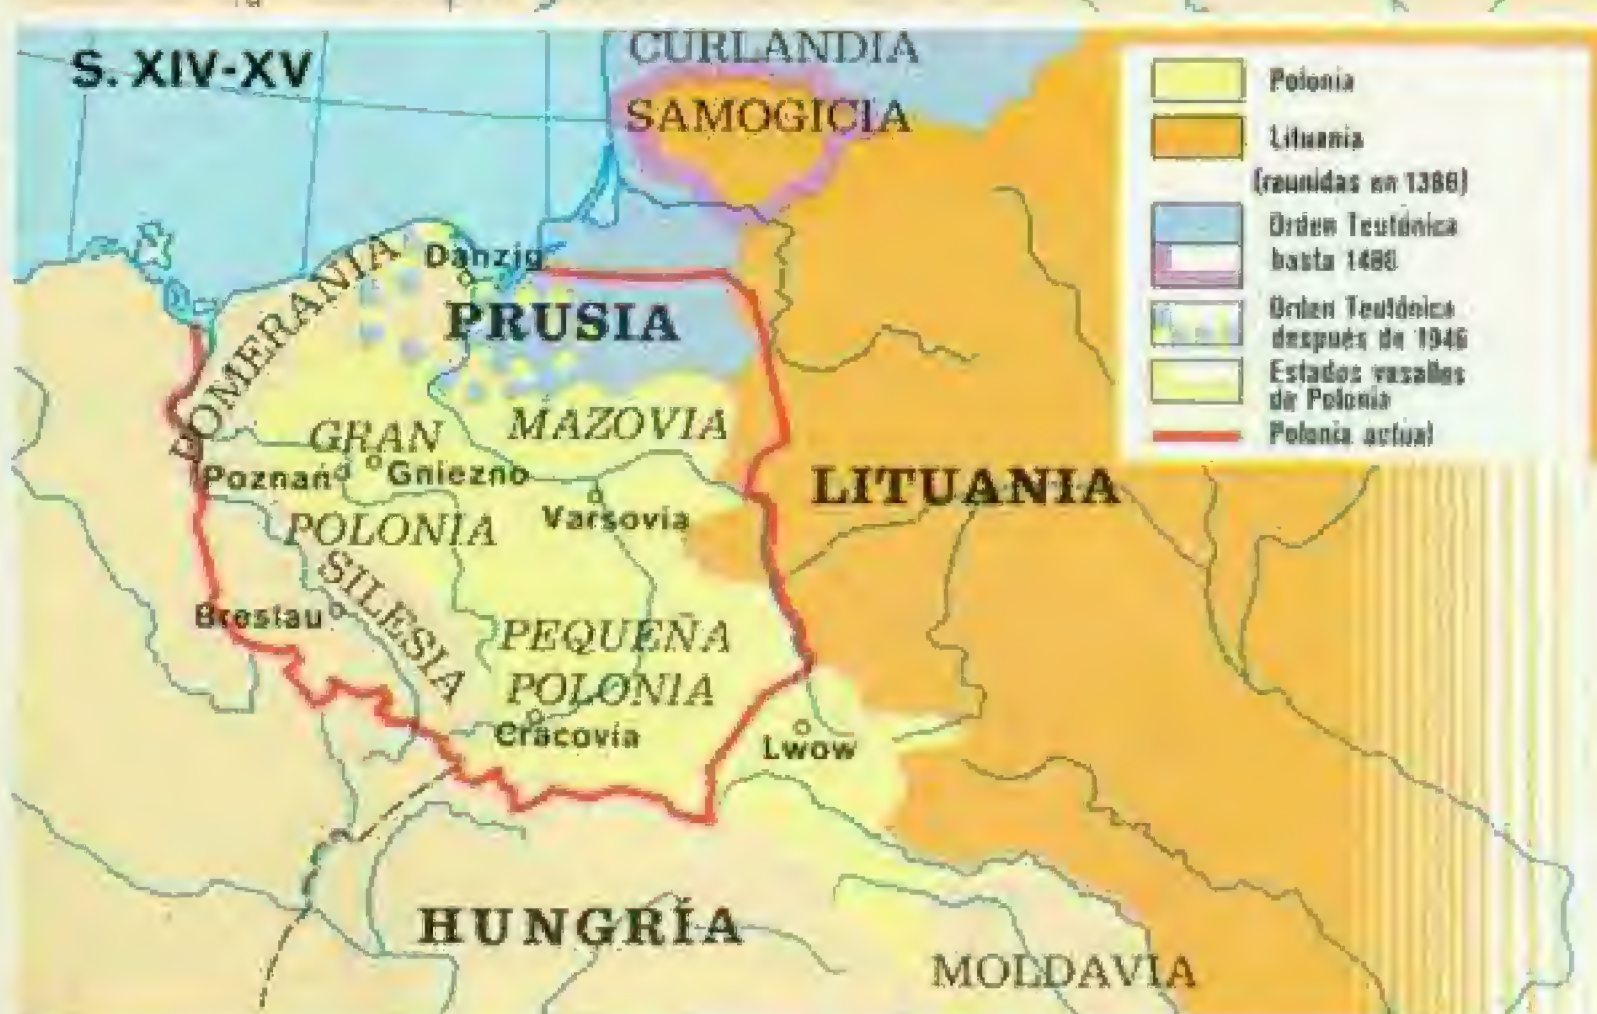 S. XIV-XV
CURLANDIA
SAMOGICIA
POMERANIA
Danzig
PRUSIA
GRAN
MAZOVIA
Poznań
Gniezno
LITUANIA
POLONIA
Varsovia
SILESIA
Breslau
PEQUEÑA
POLONIA
Cracovia
Lwow
HUNGRÍA
MOLDAVIA
Polonia
Lituania
(reunidas en 1386)
Orden Teutónica
hasta
Orden Teutónica
después de 1946
Estados vasallos
de Polonia
Polonia actual